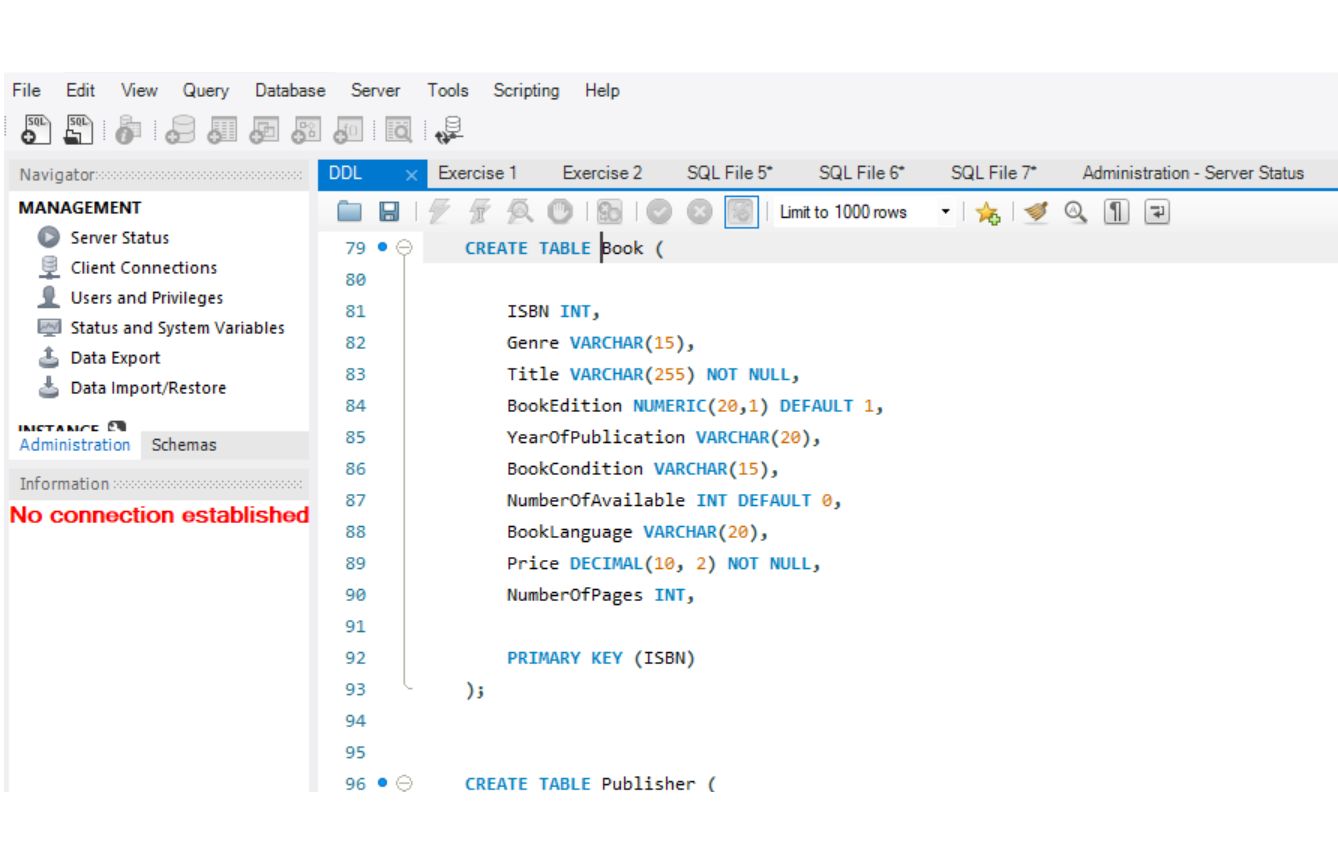 File Edit View Query Database Server Tools Scripting Help
SQL SQL
Navigator
MANAGEMENT
Server Status
Client Connections
Users and Privileges
Status and System Variables
Data Export
Data Import/Restore
INSTANCE
Administration Schemas
Information
No connection established
DDL Exercise 1 Exercise 2 SQL File 5* SQL File 6* SQL File 7* Administration - Server Status
Limit to 1000 rows
79 CREATE TABLE Book (
80
81 ISBN INT,
82 Genre VARCHAR(15),
83 Title VARCHAR(255) NOT NULL,
84 BookEdition NUMERIC(20,1) DEFAULT 1,
85 YearOfPublication VARCHAR(20),
86 BookCondition VARCHAR(15),
87 NumberOfAvailable INT DEFAULT 0,
88 BookLanguage VARCHAR(20),
89 Price DECIMAL(10, 2) NOT NULL,
90 NumberOfPages INT,
91
92 PRIMARY KEY (ISBN)
93 );
94
95
96 CREATE TABLE Publisher (